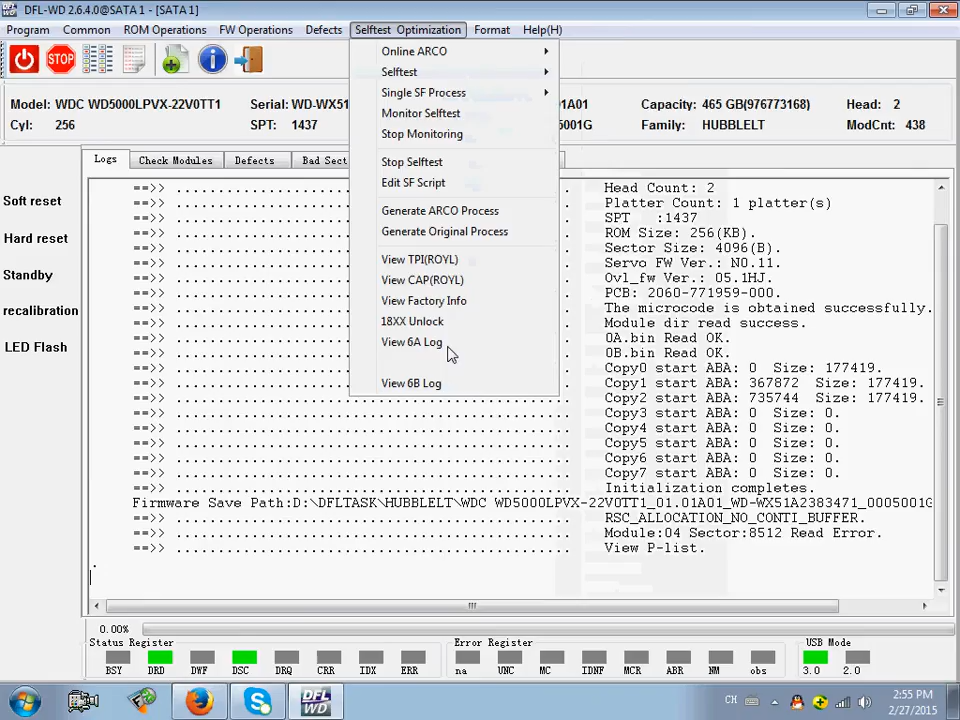 DFL-WD 2.6.4.0@SATA 1 - [SATA 1]
Program Common ROM Operations FW Operations Defects Selftest Optimization Format Help(H)
STOP
Model: WDC WD5000LPVX-22V0TT1 Serial: WD-WX51 01A01 Capacity: 465 GB(976773168) Head: 2
Cyl: 256 SPT: 1437 5001G Family: HUBBLELT ModCnt: 438
Logs Check Modules Defects Bad Sect
Soft reset
Hard reset
Standby
recalibration
LED Flash
Online ARCO
Selftest
Single SF Process
Monitor Selftest
Stop Monitoring
Stop Selftest
Edit SF Script
Generate ARCO Process
Generate Original Process
View TPI(ROYL)
View CAP(ROYL)
View Factory Info
18XX Unlock
View 6A Log
View 6B Log
==>> ....................................... Head Count: 2
==>> ....................................... Platter Count: 1 platter(s)
==>> ....................................... SPT :1437
==>> ....................................... ROM Size: 256(KB).
==>> ....................................... Sector Size: 4096(B).
==>> ....................................... Servo FW Ver.: NO.11.
==>> ....................................... Ovl_fw Ver.: 05.1HJ.
==>> ....................................... PCB: 2060-771959-000.
==>> ....................................... The microcode is obtained successfully.
==>> ....................................... Module dir read success.
==>> ....................................... 0A.bin Read OK.
==>> ....................................... 0B.bin Read OK.
==>> ....................................... Copy0 start ABA: 0 Size: 177419.
==>> ....................................... Copy1 start ABA: 367872 Size: 177419.
==>> ....................................... Copy2 start ABA: 735744 Size: 177419.
==>> ....................................... Copy3 start ABA: 0 Size: 0.
==>> ....................................... Copy4 start ABA: 0 Size: 0.
==>> ....................................... Copy5 start ABA: 0 Size: 0.
==>> ....................................... Copy6 start ABA: 0 Size: 0.
==>> ....................................... Copy7 start ABA: 0 Size: 0.
==>> ....................................... Initialization completes.
Firmware Save Path:D:\DFLTASK\HUBBLELT\WDC WD5000LPVX-22V0TT1_01.01A01_WD-WX51A2383471_0005001G
==>> ....................................... RSC_ALLOCATION_NO_CONTI_BUFFER.
==>> ....................................... Module:04 Sector:8512 Read Error.
==>> ....................................... View P-list.
.
0.00%
Status Register Error Register USB Mode
BSY DRD DWF DSC DRQ CRR IDX ERR na UNC MC IDNF MCR ABR NM obs 3.0 2.0
DFL
WD
CH
2:55 PM
2/27/2015